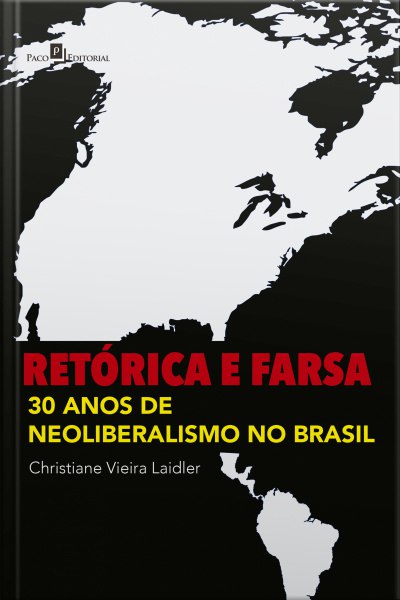 PACO EDITORIAL
RETÓRICA E FARSA
30 ANOS DE
NEOLIBERALISMO NO BRASIL
Christiane Vieira Laidler